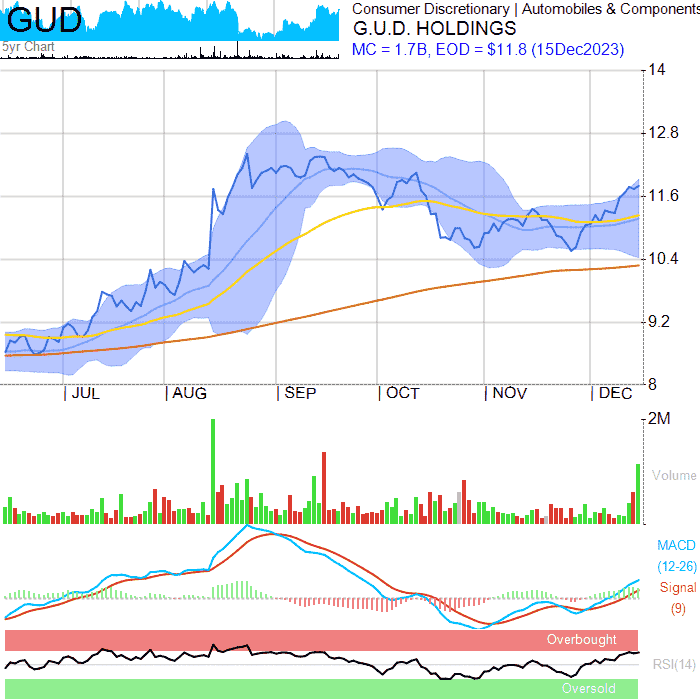 GUD
5yr Chart
Consumer Discretionary | Automobiles & Components
G.U.D. HOLDINGS
MC = 1.7B, EOD = $11.8 (15Dec2023)
14
12.8
11.6
10.4
9.2
8
JUL
AUG
SEP
OCT
NOV
DEC
2M
Volume
MACD
(12-26)
Signal
(9)
Overbought
RSI(14)
Oversold